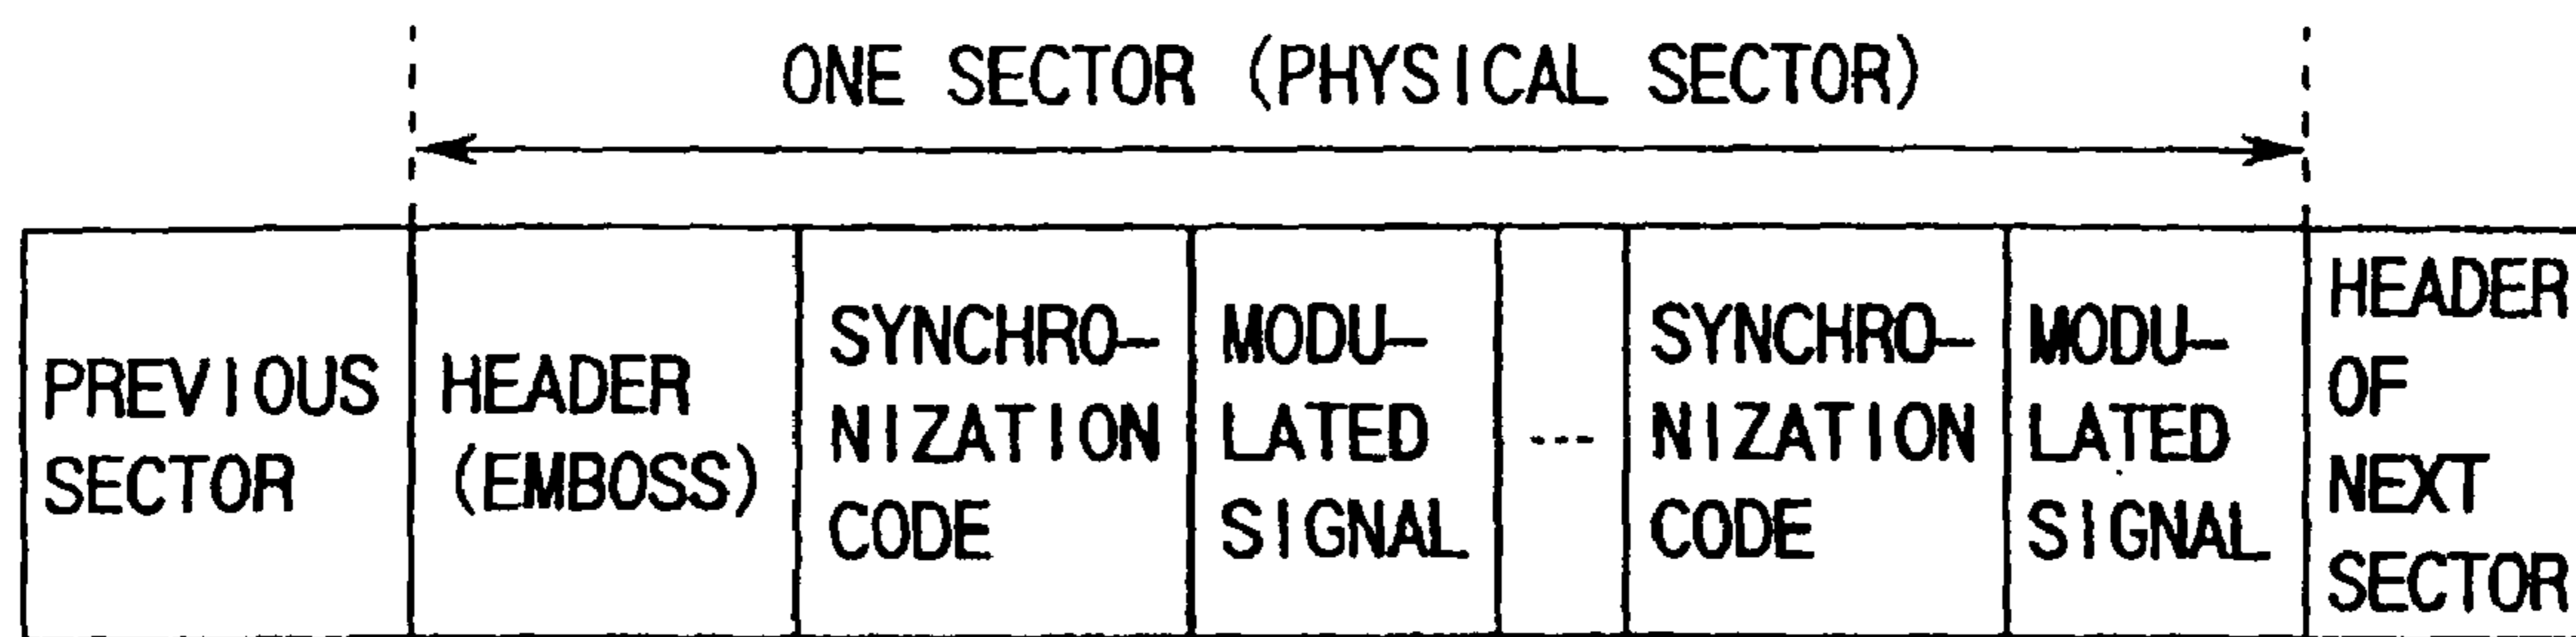 ONE SECTOR (PHYSICAL SECTOR)
PREVIOUS
SECTOR
HEADER
(EMBOSS)
SYNCHRO-
NIZATION
CODE
MODU-
LATED
SIGNAL
---
SYNCHRO-
NIZATION
CODE
MODU-
LATED
SIGNAL
HEADER
OF
NEXT
SECTOR